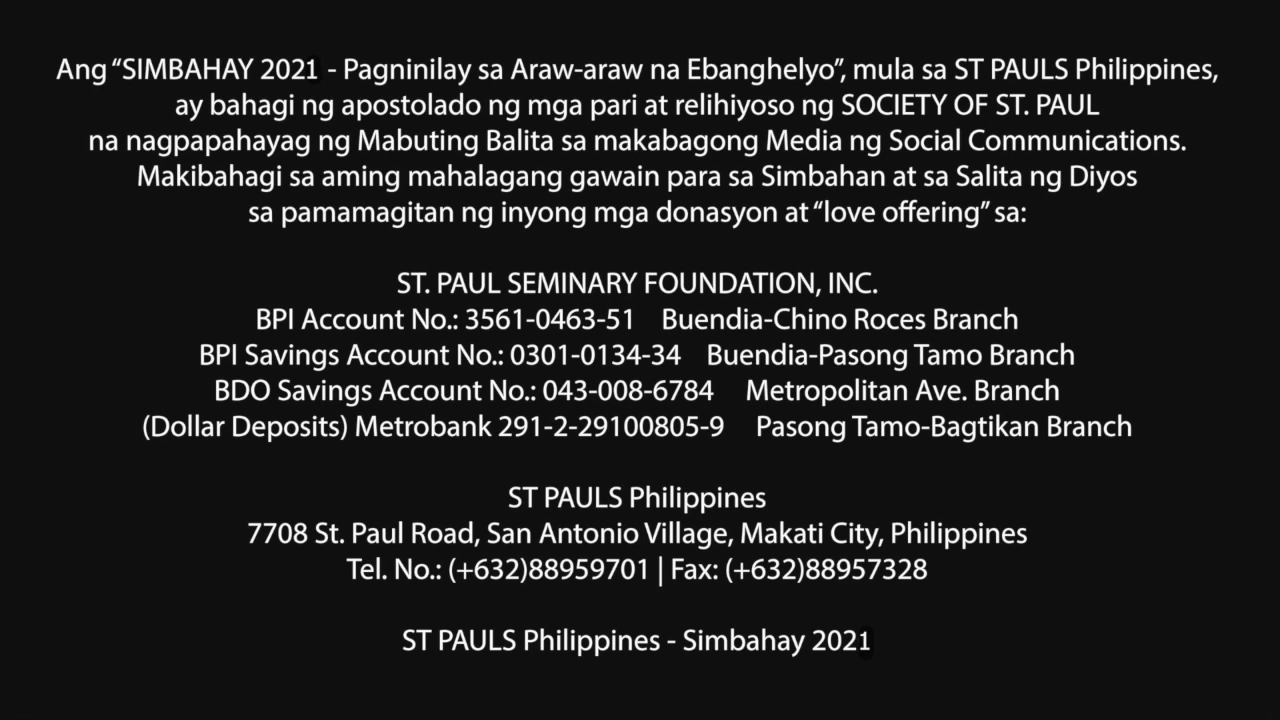 Ang “SIMBAHAY 2021 - Pagninilay sa Araw-araw na Ebanghelyo”, mula sa ST PAULS Philippines,
ay bahagi ng apostolado ng mga pari at relihiyoso ng SOCIETY OF ST. PAUL
na nagpapahayag ng Mabuting Balita sa makabagong Media ng Social Communications.
Makibahagi sa aming mahalagang gawain para sa Simbahan at sa Salita ng Diyos
sa pamamagitan ng inyong mga donasyon at “love offering” sa:
ST. PAUL SEMINARY FOUNDATION, INC.
BPI Account No.: 3561-0463-51 Buendia-Chino Roces Branch
BPI Savings Account No.: 0301-0134-34 Buendia-Pasong Tamo Branch
BDO Savings Account No.: 043-008-6784 Metropolitan Ave. Branch
(Dollar Deposits) Metrobank 291-2-29100805-9 Pasong Tamo-Bagtikan Branch
ST PAULS Philippines
7708 St. Paul Road, San Antonio Village, Makati City, Philippines
Tel. No.: (+632)88959701 | Fax: (+632)88957328
ST PAULS Philippines - Simbahay 2021